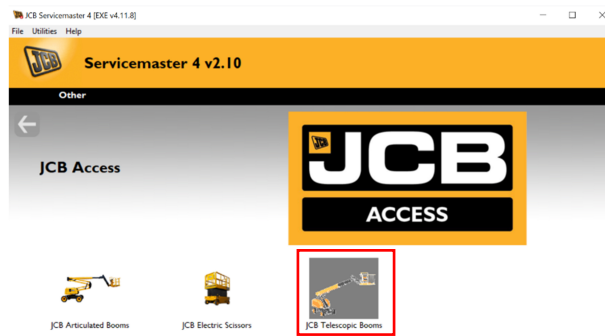 JCB Servicemaster 4 [EXE v4.11.8]
File Utilities Help
JCB Servicemaster 4 v2.10
Other
JCB Access
JCB
JCB
ACCESS
JCB Articulated Booms
JCB Electric Scissors
JCB Telescopic Booms